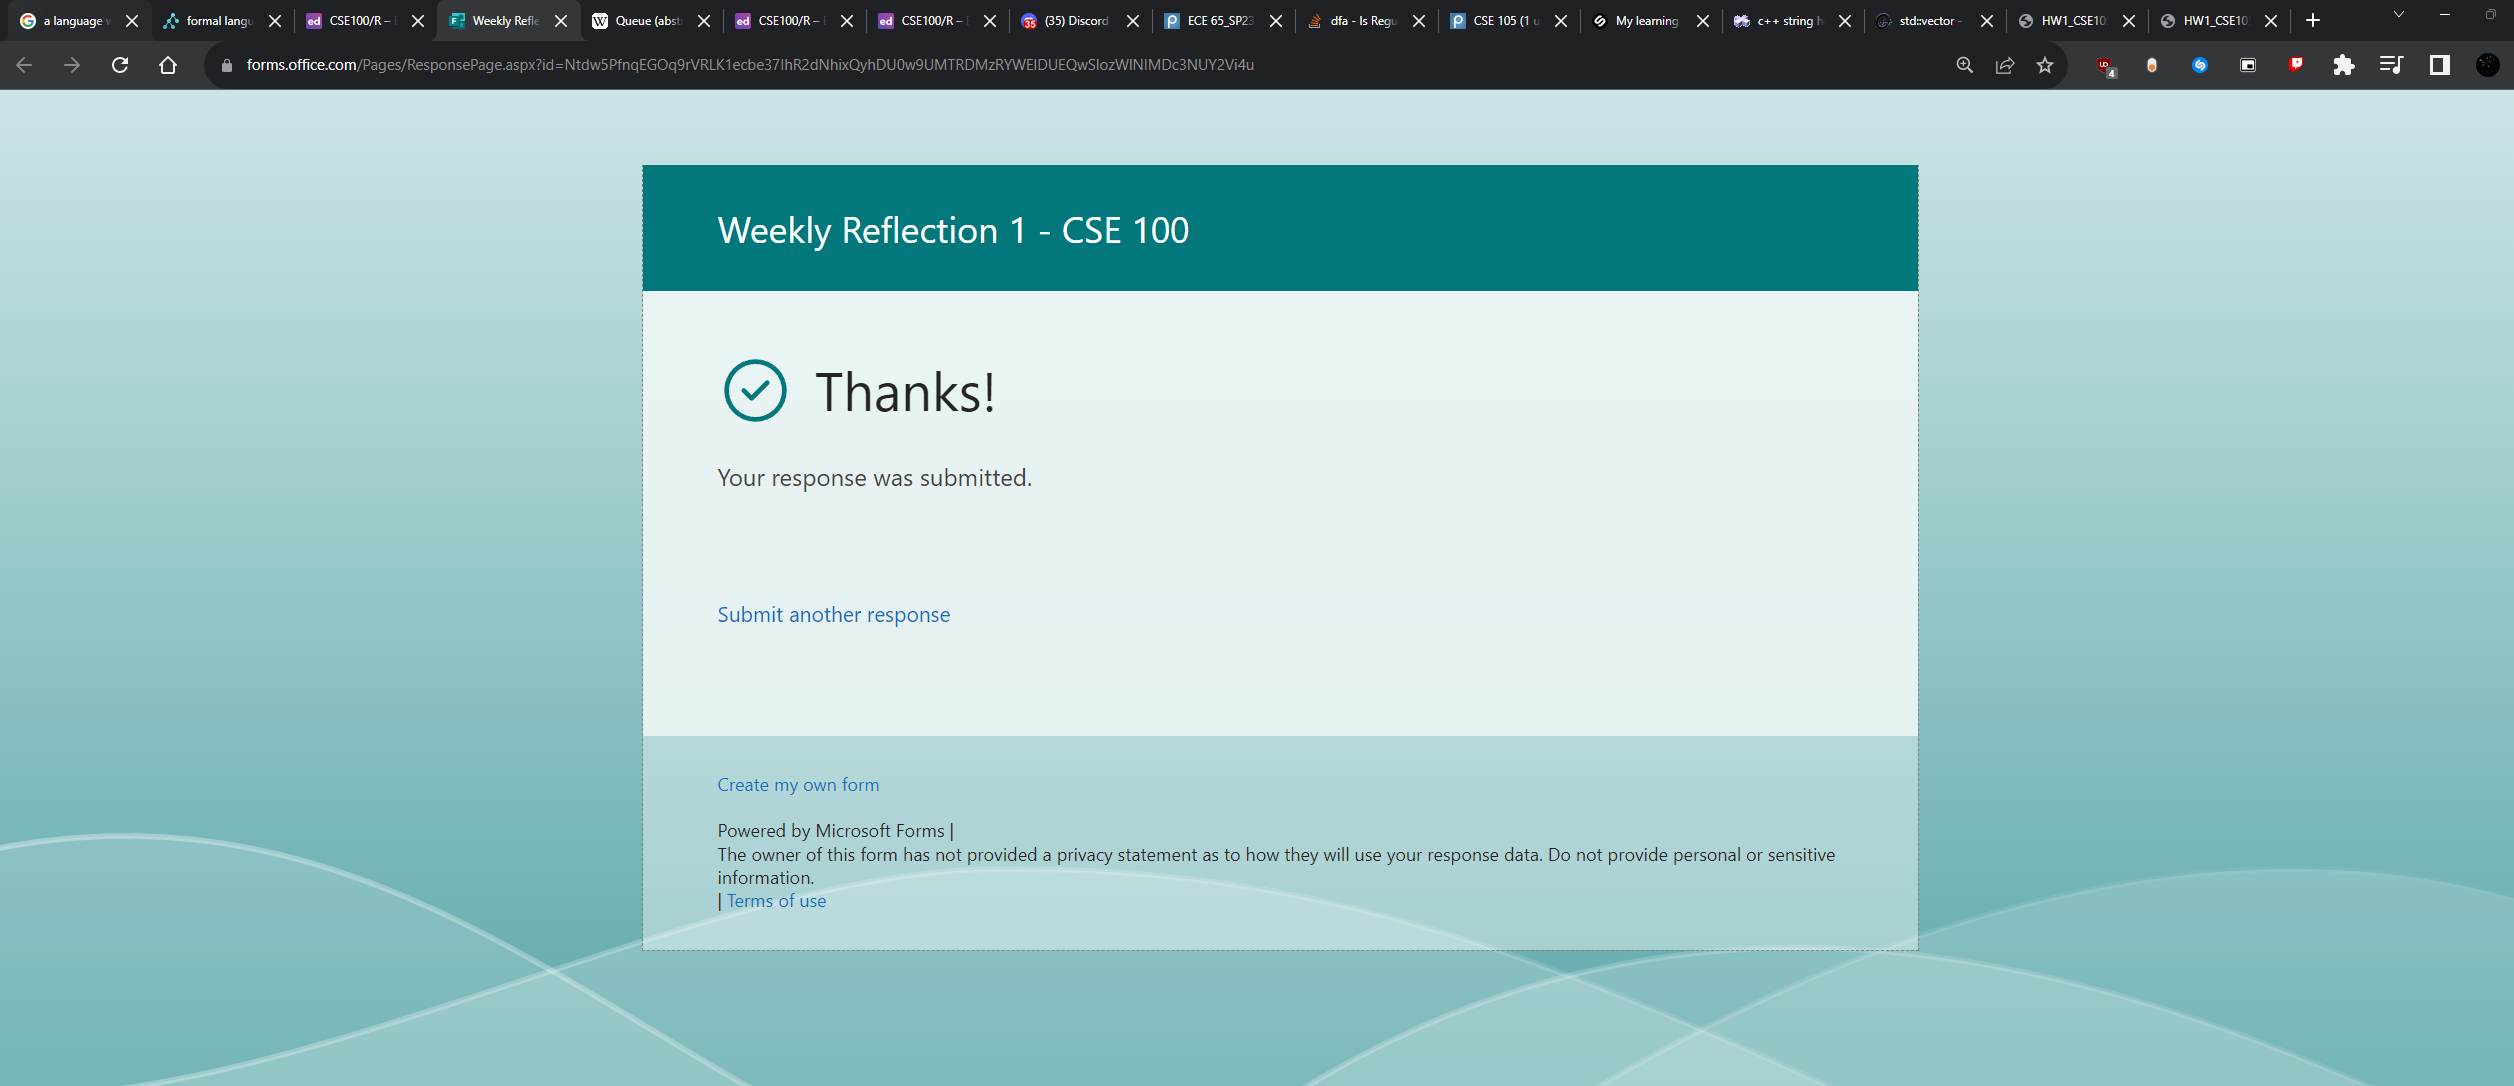 a language w
formal langu
CSE100/R – E
Weekly Refle
Queue (abst
CSE100/R – E
CSE100/R – E
(35) Discord
ECE 65_SP23
dfa - Is Regu
CSE 105 (1 u
My learning
c++ string h
std::vector -
HW1_CSE10
HW1_CSE10
forms.office.com/Pages/ResponsePage.aspx?id=Ntdw5PfnqEGOq9rVRLK1ecbe37IhR2dNhixQyhDU0w9UMTRDMzRYWEIDUEQwSlozWlNIMDc3NUY2Vi4u
4
Weekly Reflection 1 - CSE 100
Thanks!
Your response was submitted.
Submit another response
Create my own form
Powered by Microsoft Forms |
The owner of this form has not provided a privacy statement as to how they will use your response data. Do not provide personal or sensitive
information.
| Terms of use